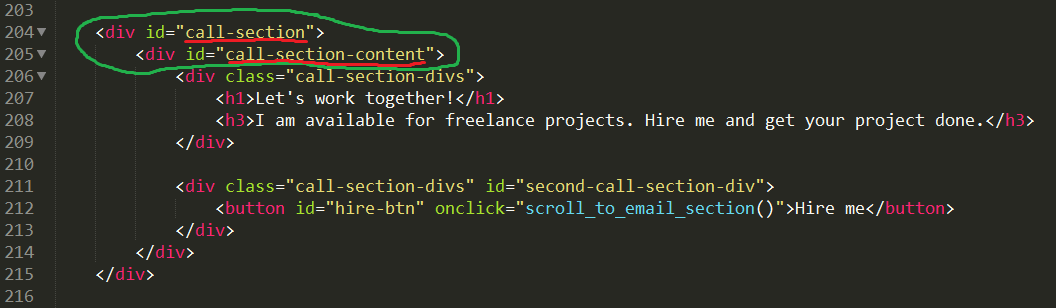 203
204 <div id="call-section">
205 <div id="call-section-content">
206 <div class="call-section-divs">
207 <h1>Let's work together!</h1>
208 <h3>I am available for freelance projects. Hire me and get your project done.</h3>
209 </div>
210
211 <div class="call-section-divs" id="second-call-section-div">
212 <button id="hire-btn" onclick="scroll_to_email_section()">Hire me</button>
213 </div>
214 </div>
215 </div>
216